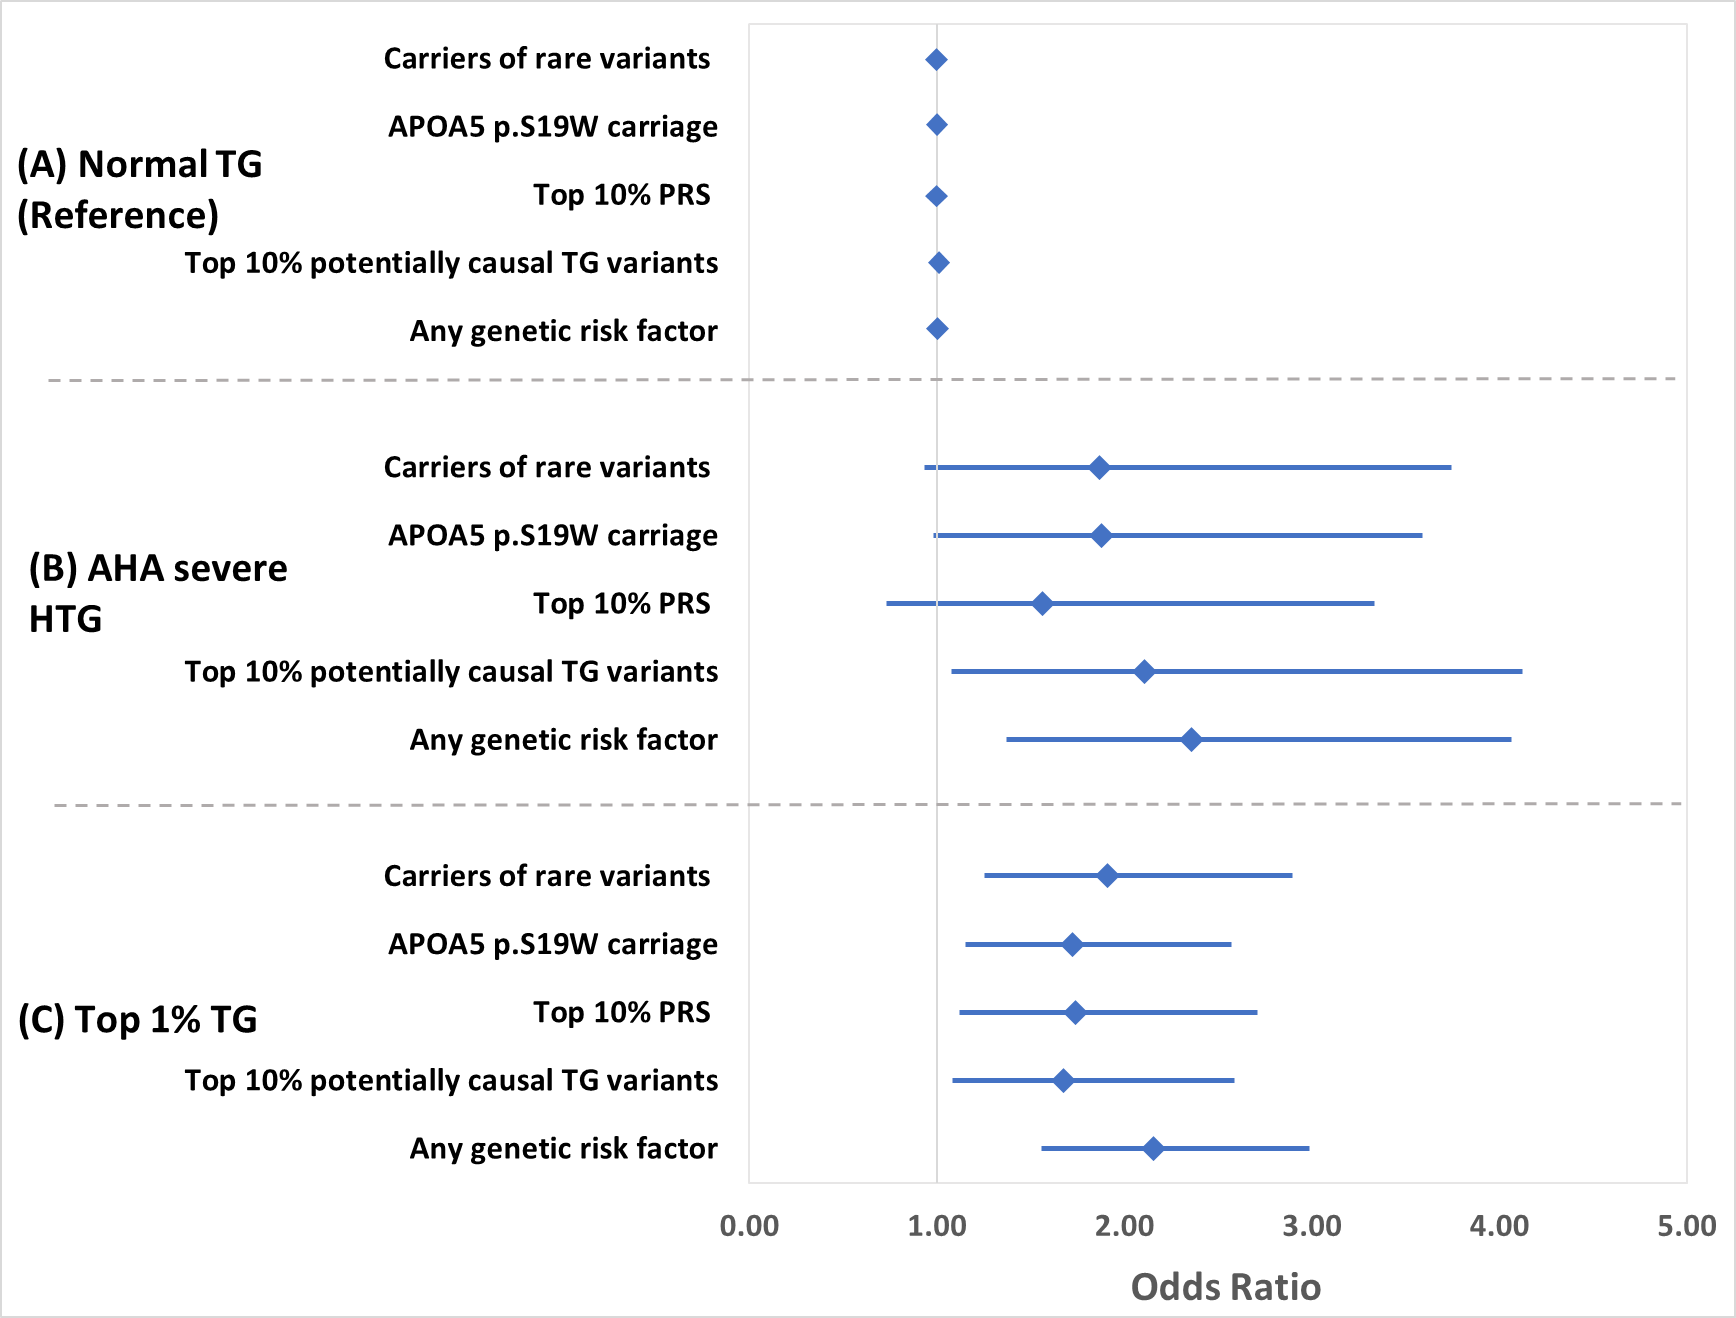 Carriers of rare variants
APOA5 p.S19W carriage
(A) Normal TG
(Reference)
Top 10% PRS
Top 10% potentially causal TG variants
Any genetic risk factor
Carriers of rare variants
APOA5 p.S19W carriage
(B) AHA severe
HTG
Top 10% PRS
Top 10% potentially causal TG variants
Any genetic risk factor
Carriers of rare variants
APOA5 p.S19W carriage
(C) Top 1% TG
Top 10% PRS
Top 10% potentially causal TG variants
Any genetic risk factor
0.00 1.00 2.00 3.00 4.00 5.00
Odds Ratio